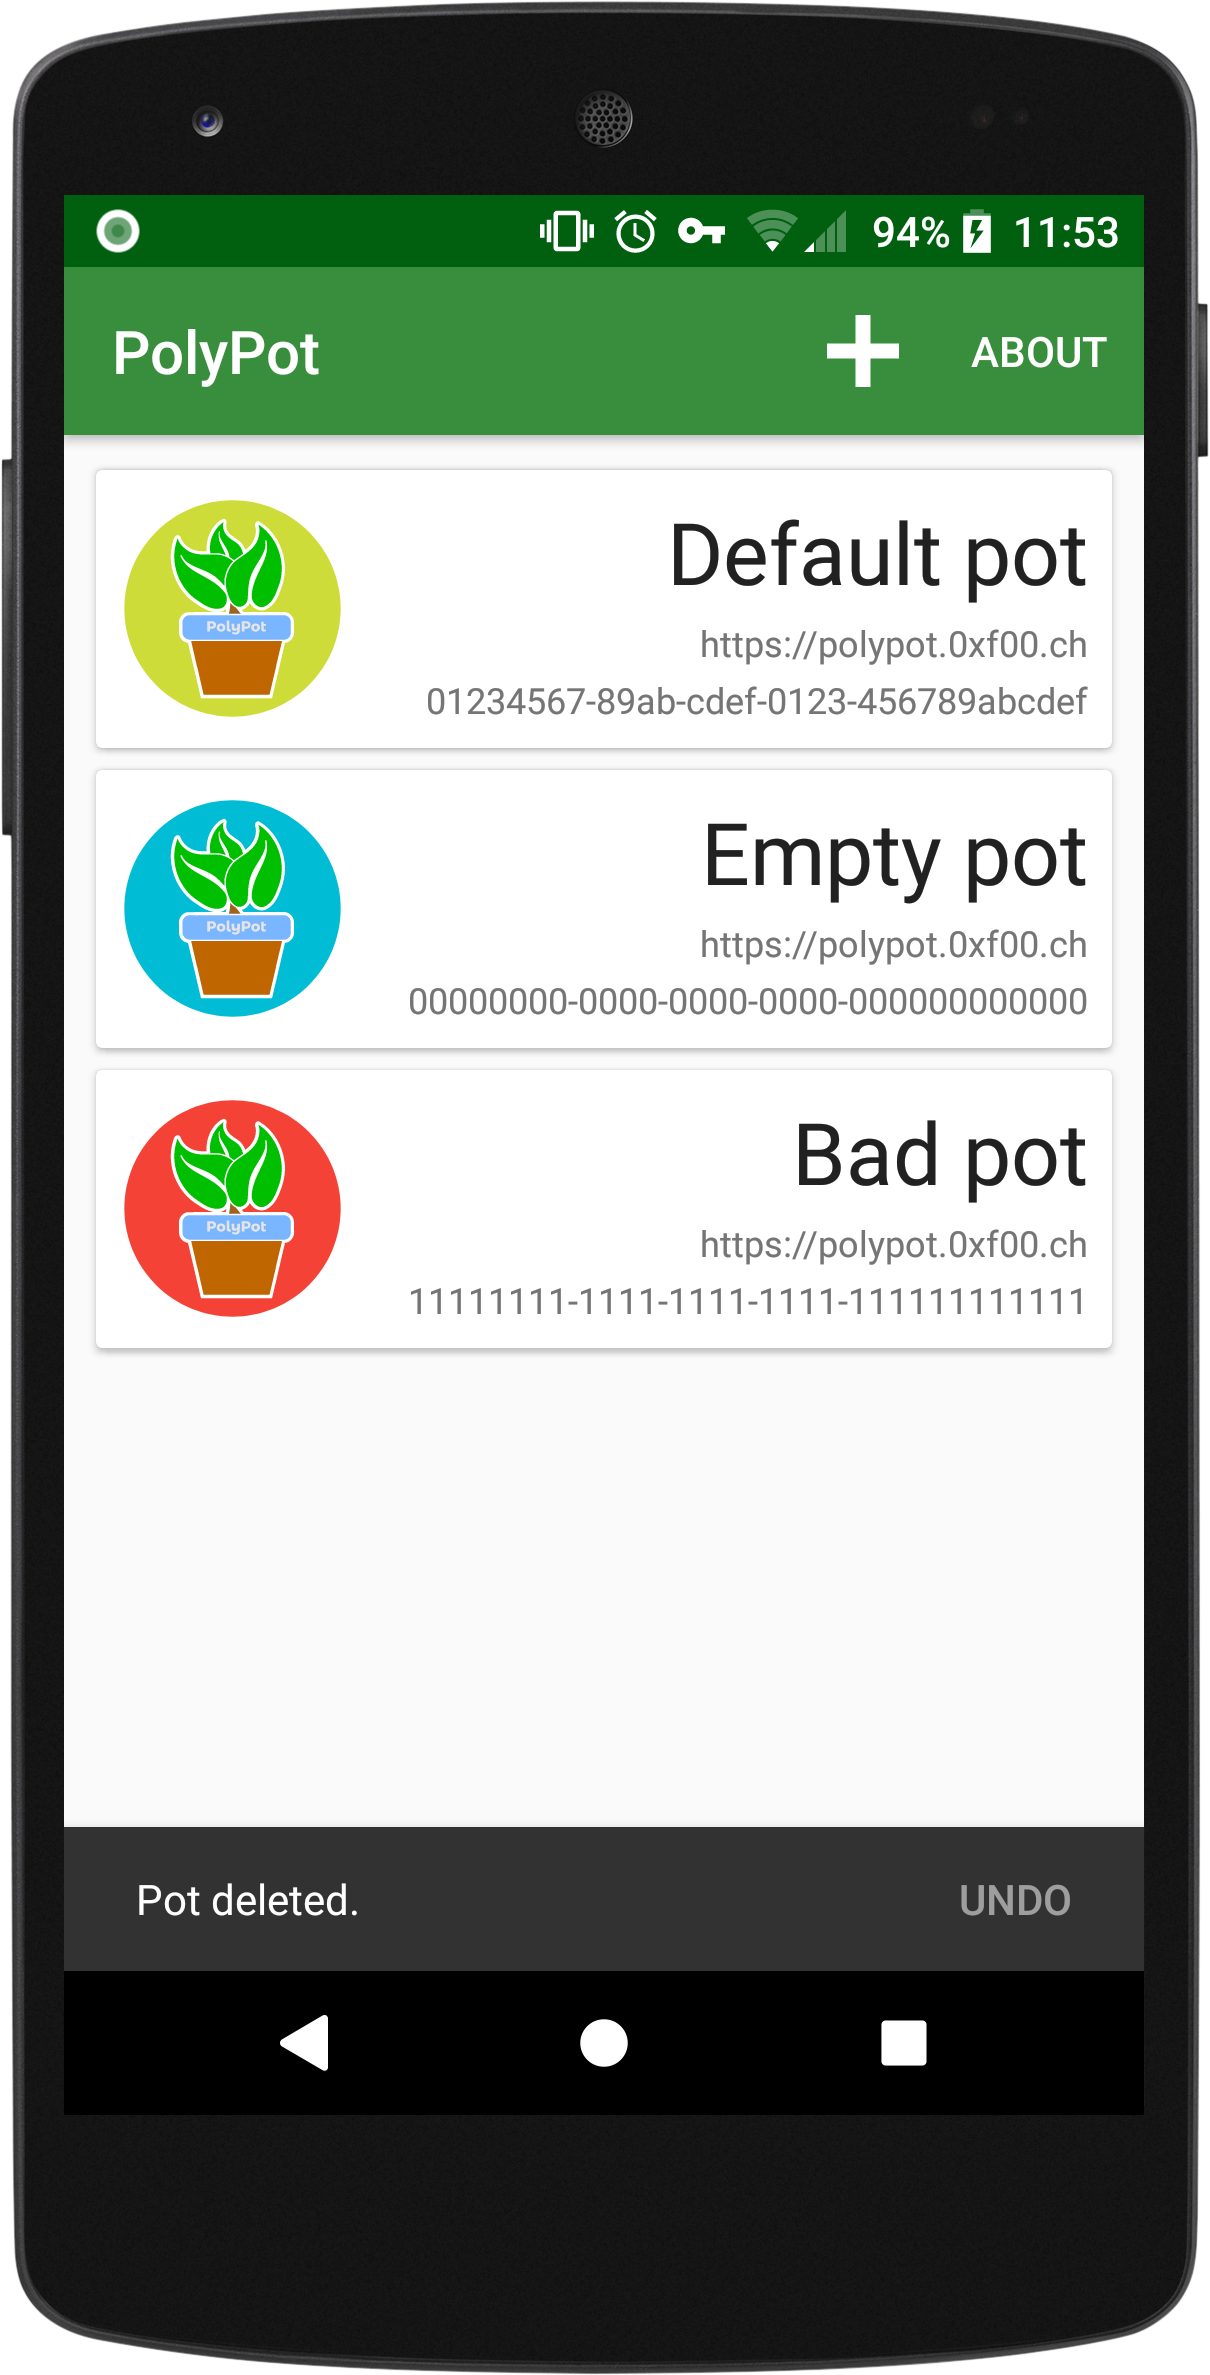 94% 11:53
PolyPot + ABOUT
Default pot
PolyPot
https://polypot.0xf00.ch
01234567-89ab-cdef-0123-456789abcdef
Empty pot
PolyPot
https://polypot.0xf00.ch
00000000-0000-0000-0000-000000000000
Bad pot
PolyPot
https://polypot.0xf00.ch
11111111-1111-1111-1111-111111111111
Pot deleted. UNDO